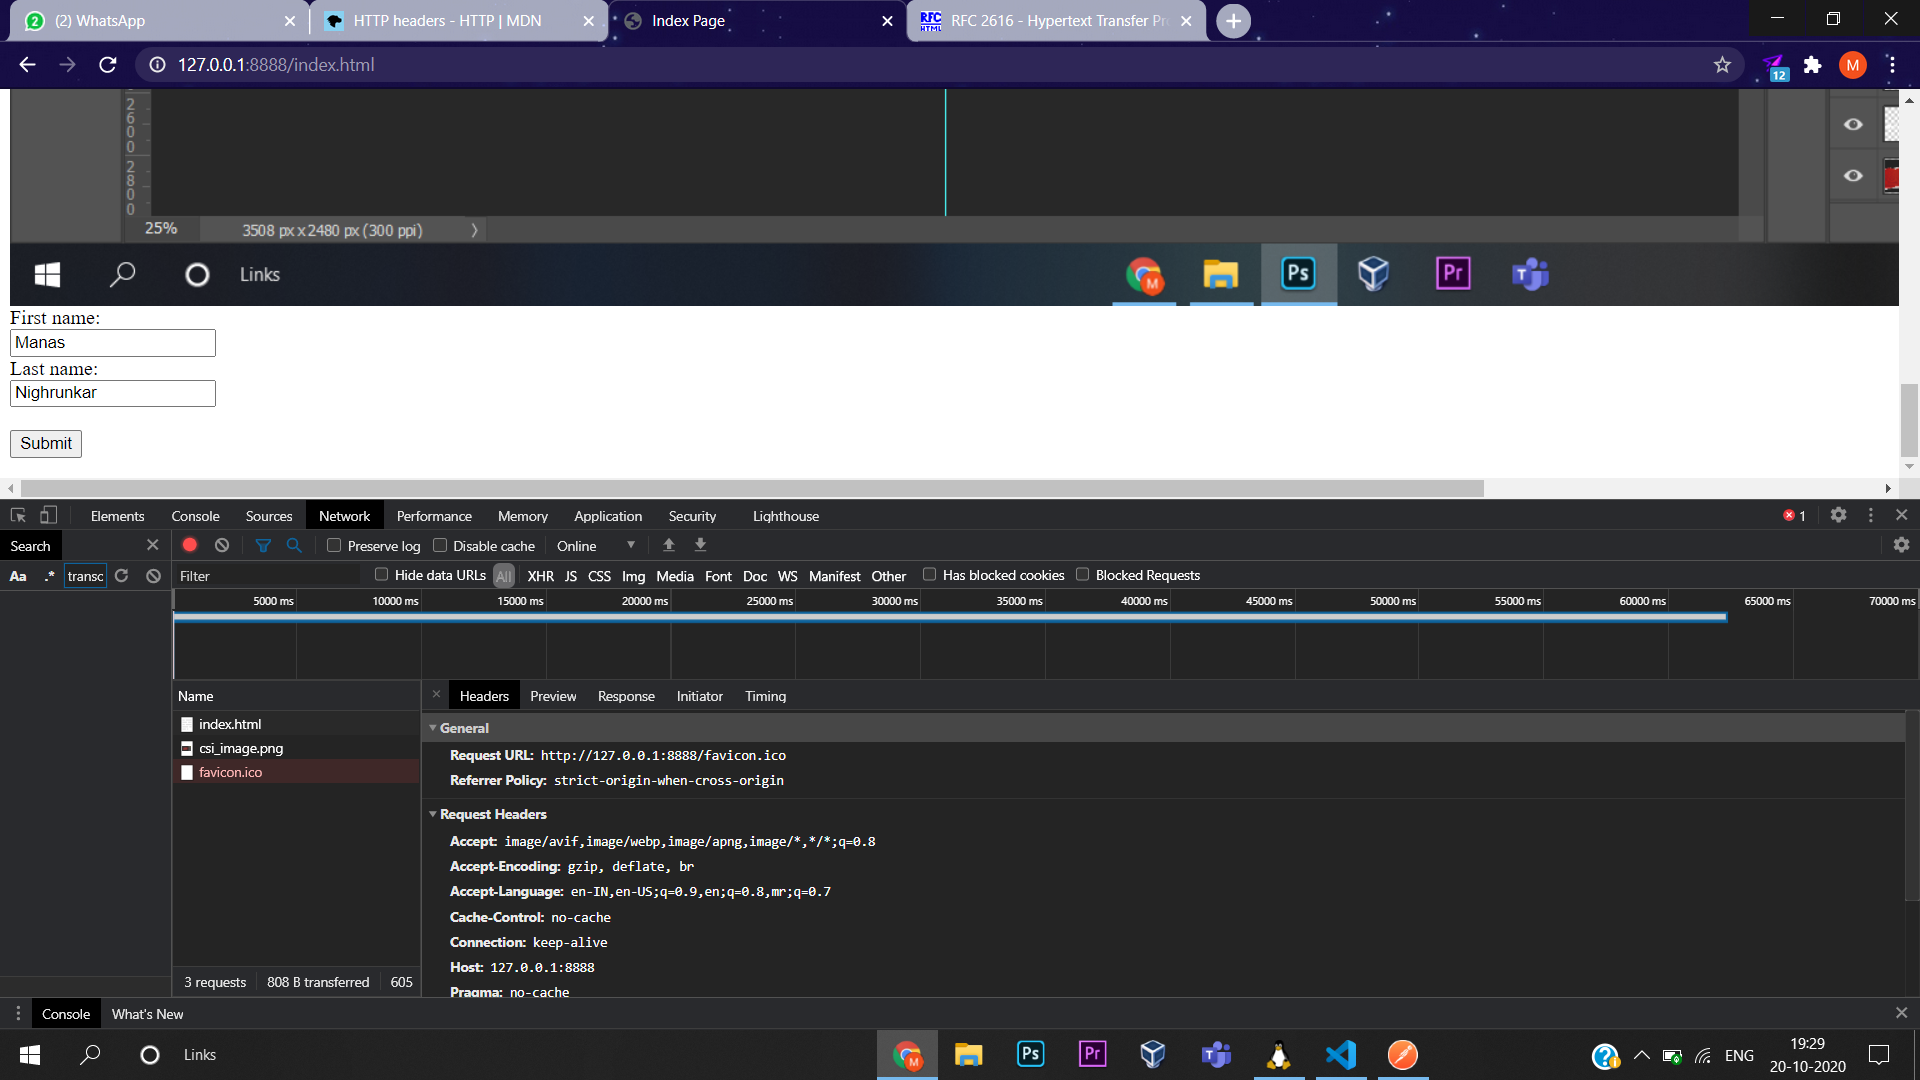 (2) WhatsApp
HTTP headers - HTTP | MDN
Index Page
RFC 2616 - Hypertext Transfer Pro
127.0.0.1:8888/index.html
12
M
2600
2800
25%
3508 px x 2480 px (300 ppi)
Links
M
Ps
Pr
T
First name:
Manas
Last name:
Nighrunkar
Submit
Elements Console Sources Network Performance Memory Application Security Lighthouse
1
Search
Preserve log Disable cache Online
Aa .* transc
Filter Hide data URLs All XHR JS CSS Img Media Font Doc WS Manifest Other Has blocked cookies Blocked Requests
5000 ms 10000 ms 15000 ms 20000 ms 25000 ms 30000 ms 35000 ms 40000 ms 45000 ms 50000 ms 55000 ms 60000 ms 65000 ms 70000 ms
Name
index.html
csi_image.png
favicon.ico
3 requests 808 B transferred 605
Headers Preview Response Initiator Timing
General
Request URL: http://127.0.0.1:8888/favicon.ico
Referrer Policy: strict-origin-when-cross-origin
Request Headers
Accept: image/avif,image/webp,image/apng,image/*,*/*;q=0.8
Accept-Encoding: gzip, deflate, br
Accept-Language: en-IN,en-US;q=0.9,en;q=0.8,mr;q=0.7
Cache-Control: no-cache
Connection: keep-alive
Host: 127.0.0.1:8888
Pragma: no-cache
Console What's New
Links
M
Ps
Pr
T
ENG
19:29
20-10-2020